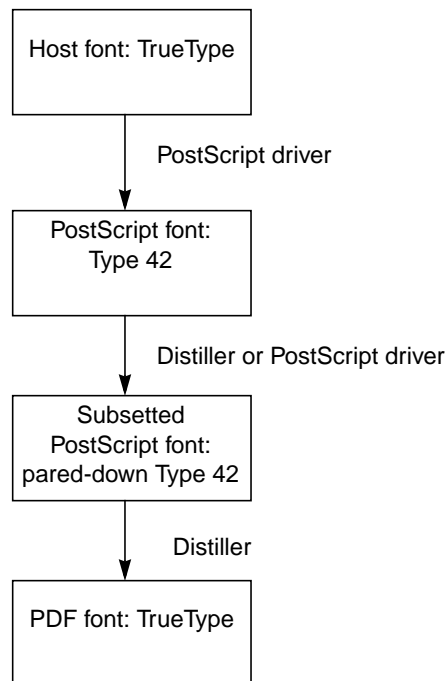 Host font: TrueType
PostScript driver
PostScript font:
Type 42
Distiller or PostScript driver
Subsetted
PostScript font:
pared-down Type 42
Distiller
PDF font: TrueType